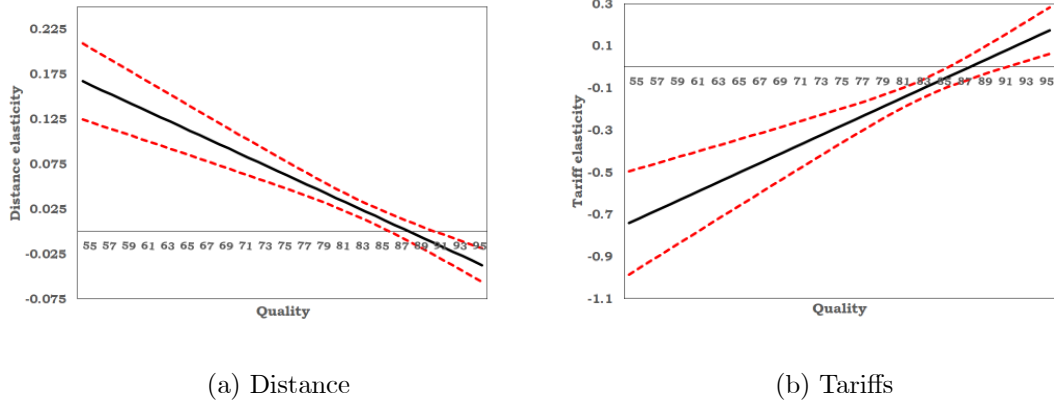 0.225
0.175
0.125
0.075
0.025
-0.025
-0.075
Distance elasticity
55 57 59 61 63 65 67 69 71 73 75 77 79 81 83 85 87 89 91 93 95
Quality
(a) Distance
0.3
0.1
-0.1
-0.3
-0.5
-0.7
-0.9
-1.1
Tariff elasticity
55 57 59 61 63 65 67 69 71 73 75 77 79 81 83 85 87 89 91 93 95
Quality
(b) Tariffs